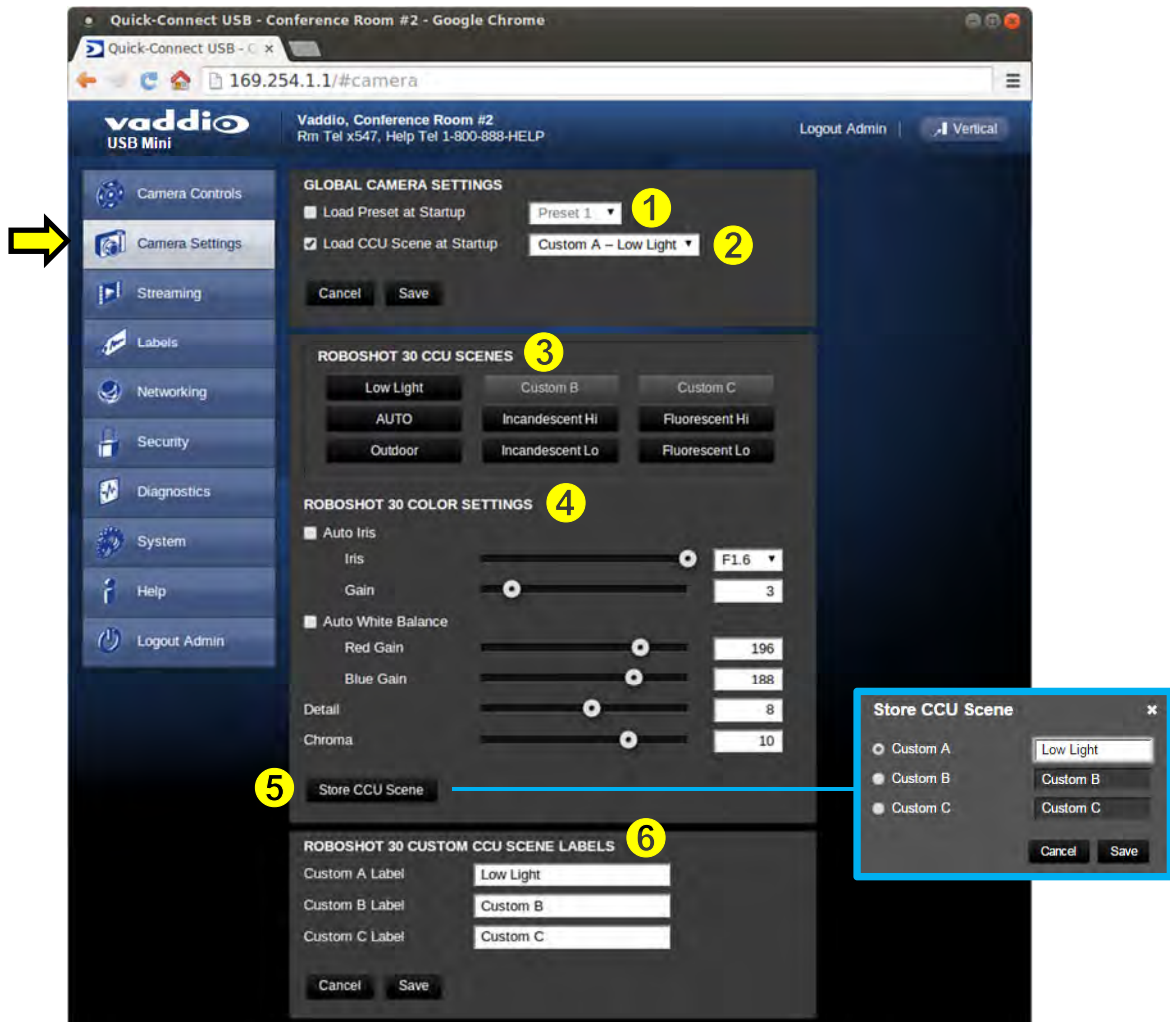 Quick-Connect USB - Conference Room #2 - Google Chrome
Quick-Connect USB - C ×
169.254.1.1/#camera
vaddio
USB Mini
Vaddio, Conference Room #2
Rm Tel x547, Help Tel 1-800-888-HELP
Logout Admin
Vertical
Camera Controls
Camera Settings
Streaming
Labels
Networking
Security
Diagnostics
System
Help
Logout Admin
GLOBAL CAMERA SETTINGS
Load Preset at Startup Preset 1 1
Load CCU Scene at Startup Custom A – Low Light 2
Cancel Save
ROBOSHOT 30 CCU SCENES 3
Low Light Custom B Custom C
AUTO Incandescent Hi Fluorescent Hi
Outdoor Incandescent Lo Fluorescent Lo
ROBOSHOT 30 COLOR SETTINGS 4
Auto Iris
Iris F1.6
Gain 3
Auto White Balance
Red Gain 196
Blue Gain 188
Detail 8
Chroma 10
5 Store CCU Scene
Store CCU Scene ×
Custom A Low Light
Custom B Custom B
Custom C Custom C
Cancel Save
ROBOSHOT 30 CUSTOM CCU SCENE LABELS 6
Custom A Label Low Light
Custom B Label Custom B
Custom C Label Custom C
Cancel Save